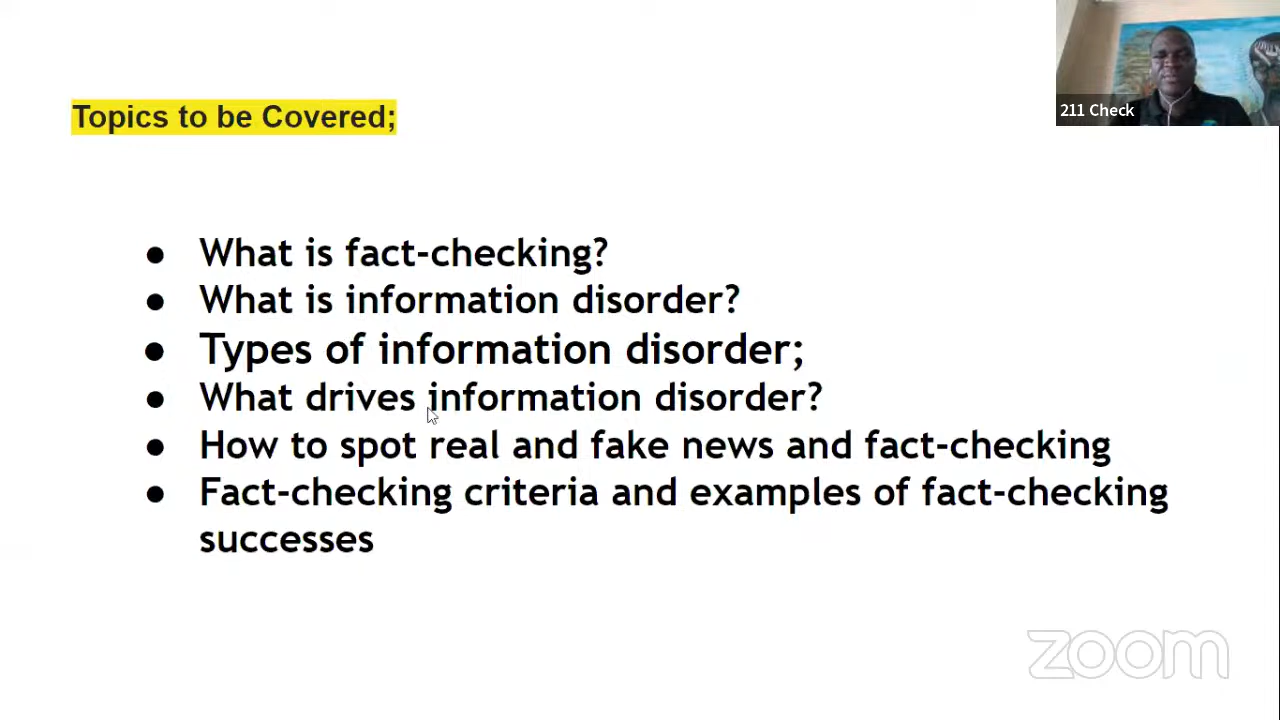 211 Check
Topics to be Covered;
● What is fact-checking?
● What is information disorder?
● Types of information disorder;
● What drives information disorder?
● How to spot real and fake news and fact-checking
● Fact-checking criteria and examples of fact-checking
successes
zoom